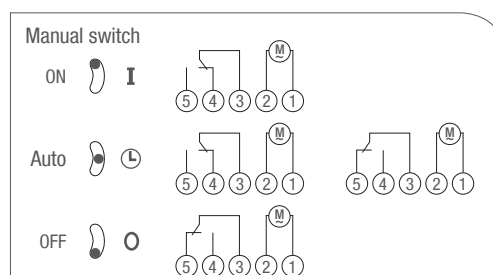 Manual switch
ON I M ~
5 4 3 2 1
Auto M ~ M ~
5 4 3 2 1 5 4 3 2 1
OFF O M ~
5 4 3 2 1